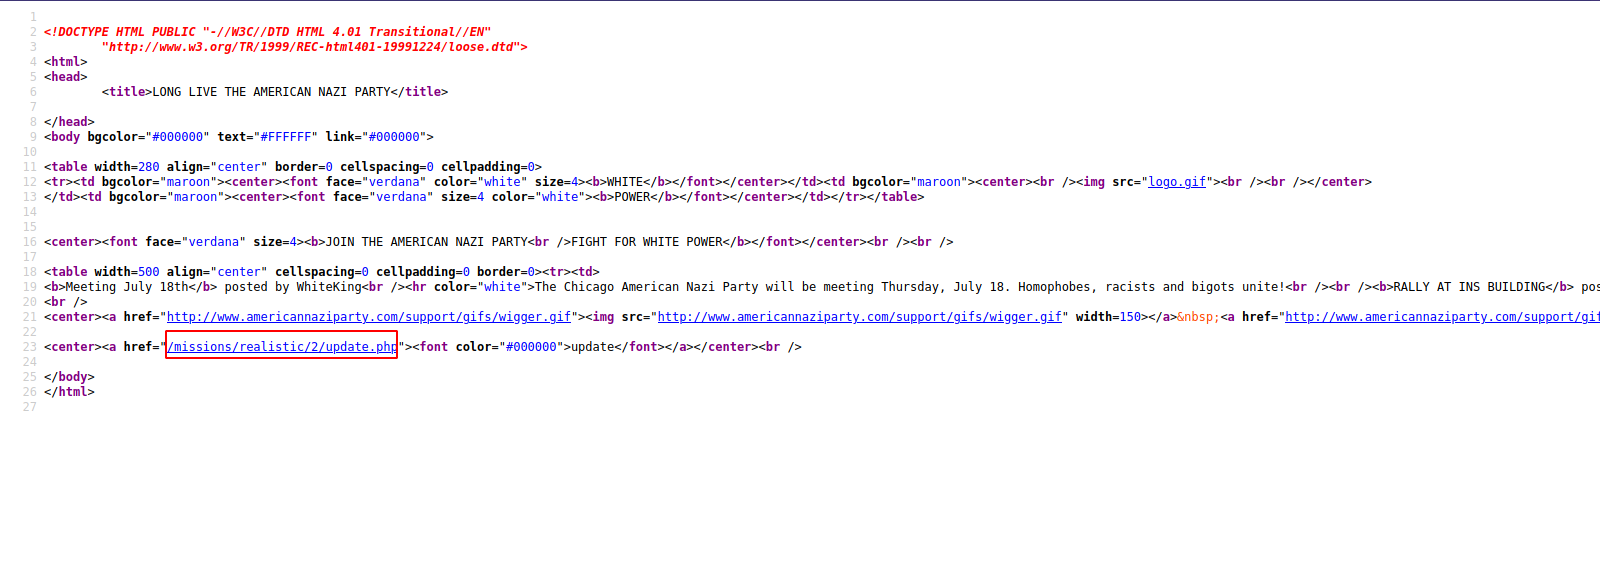 1
2 <!DOCTYPE HTML PUBLIC "-//W3C//DTD HTML 4.01 Transitional//EN"
3 "http://www.w3.org/TR/1999/REC-html401-19991224/loose.dtd">
4 <html>
5 <head>
6 <title>LONG LIVE THE AMERICAN NAZI PARTY</title>
7
8 </head>
9 <body bgcolor="#000000" text="#FFFFFF" link="#000000">
10
11 <table width=280 align="center" border=0 cellspacing=0 cellpadding=0>
12 <tr><td bgcolor="maroon"><center><font face="verdana" color="white" size=4><b>WHITE</b></font></center></td><td bgcolor="maroon"><center><br /><img src="logo.gif"><br /><br /></center>
13 </td><td bgcolor="maroon"><center><font face="verdana" size=4 color="white"><b>POWER</b></font></center></td></tr></table>
14
15
16 <center><font face="verdana" size=4><b>JOIN THE AMERICAN NAZI PARTY<br />FIGHT FOR WHITE POWER</b></font></center><br /><br />
17
18 <table width=500 align="center" cellspacing=0 cellpadding=0 border=0><tr><td>
19 <b>Meeting July 18th</b> posted by WhiteKing<br /><hr color="white">The Chicago American Nazi Party will be meeting Thursday, July 18. Homophobes, racists and bigots unite!<br /><br /><b>RALLY AT INS BUILDING</b> pos
20 <br />
21 <center><a href="http://www.americannaziparty.com/support/gifs/wigger.gif"><img src="http://www.americannaziparty.com/support/gifs/wigger.gif" width=150></a>&nbsp;<a href="http://www.americannaziparty.com/support/gif
22
23 <center><a href="/missions/realistic/2/update.php"><font color="#000000">update</font></a></center><br />
24
25 </body>
26 </html>
27